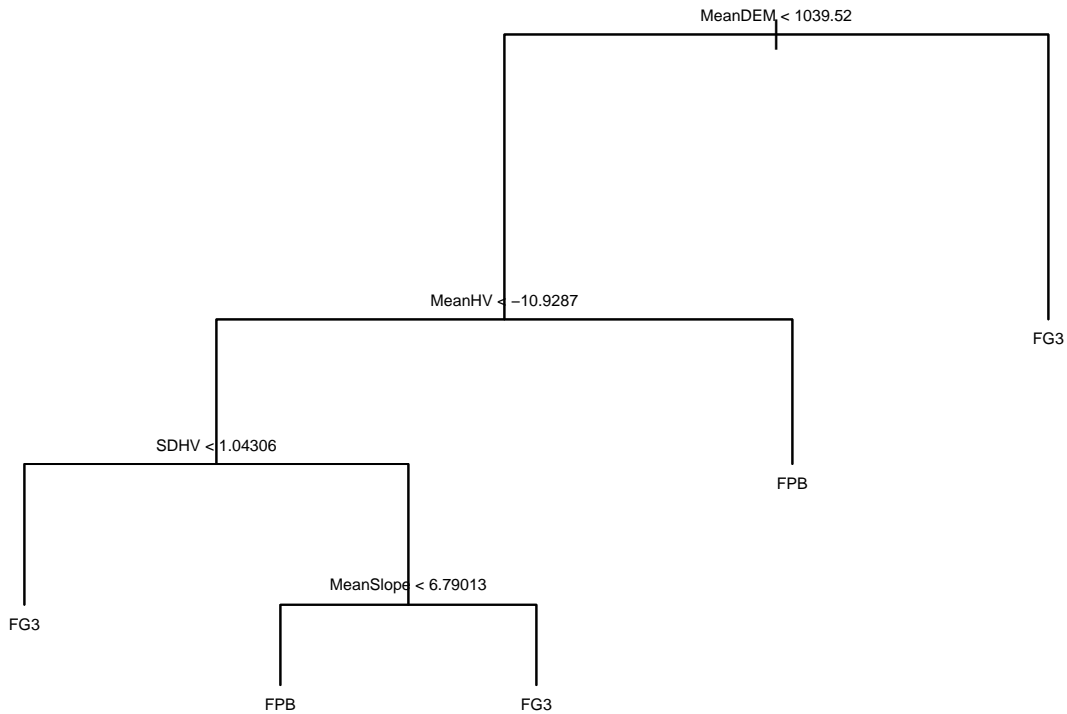 MeanDEM < 1039.52
MeanHV < −10.9287
FG3
SDHV < 1.04306
FPB
MeanSlope < 6.79013
FG3
FPB
FG3